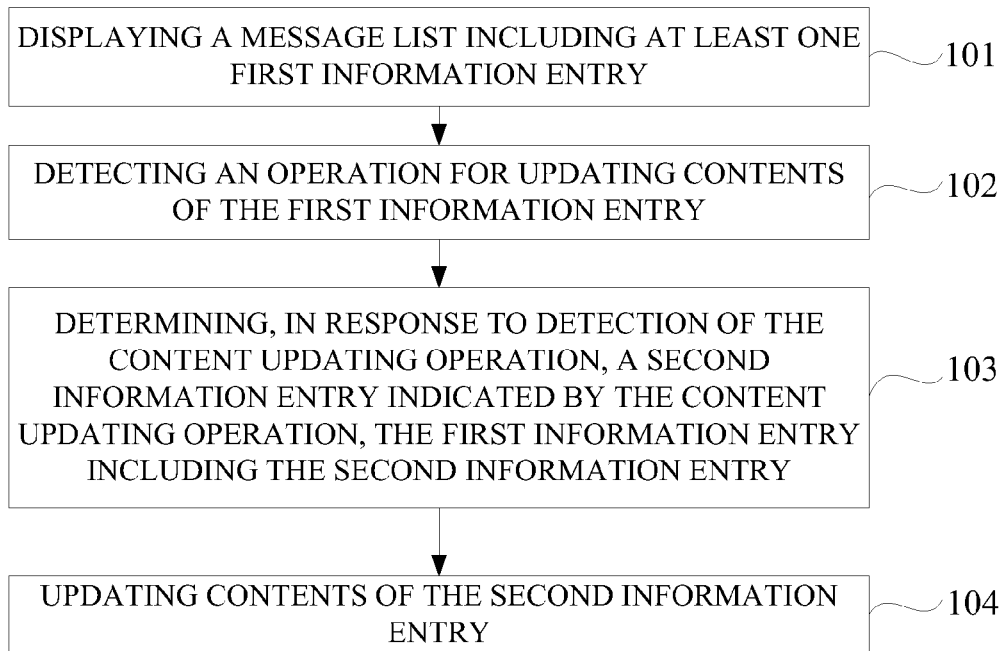 DISPLAYING A MESSAGE LIST INCLUDING AT LEAST ONE
FIRST INFORMATION ENTRY
101
DETECTING AN OPERATION FOR UPDATING CONTENTS
OF THE FIRST INFORMATION ENTRY
102
DETERMINING, IN RESPONSE TO DETECTION OF THE
CONTENT UPDATING OPERATION, A SECOND
INFORMATION ENTRY INDICATED BY THE CONTENT
UPDATING OPERATION, THE FIRST INFORMATION ENTRY
INCLUDING THE SECOND INFORMATION ENTRY
103
UPDATING CONTENTS OF THE SECOND INFORMATION
ENTRY
104